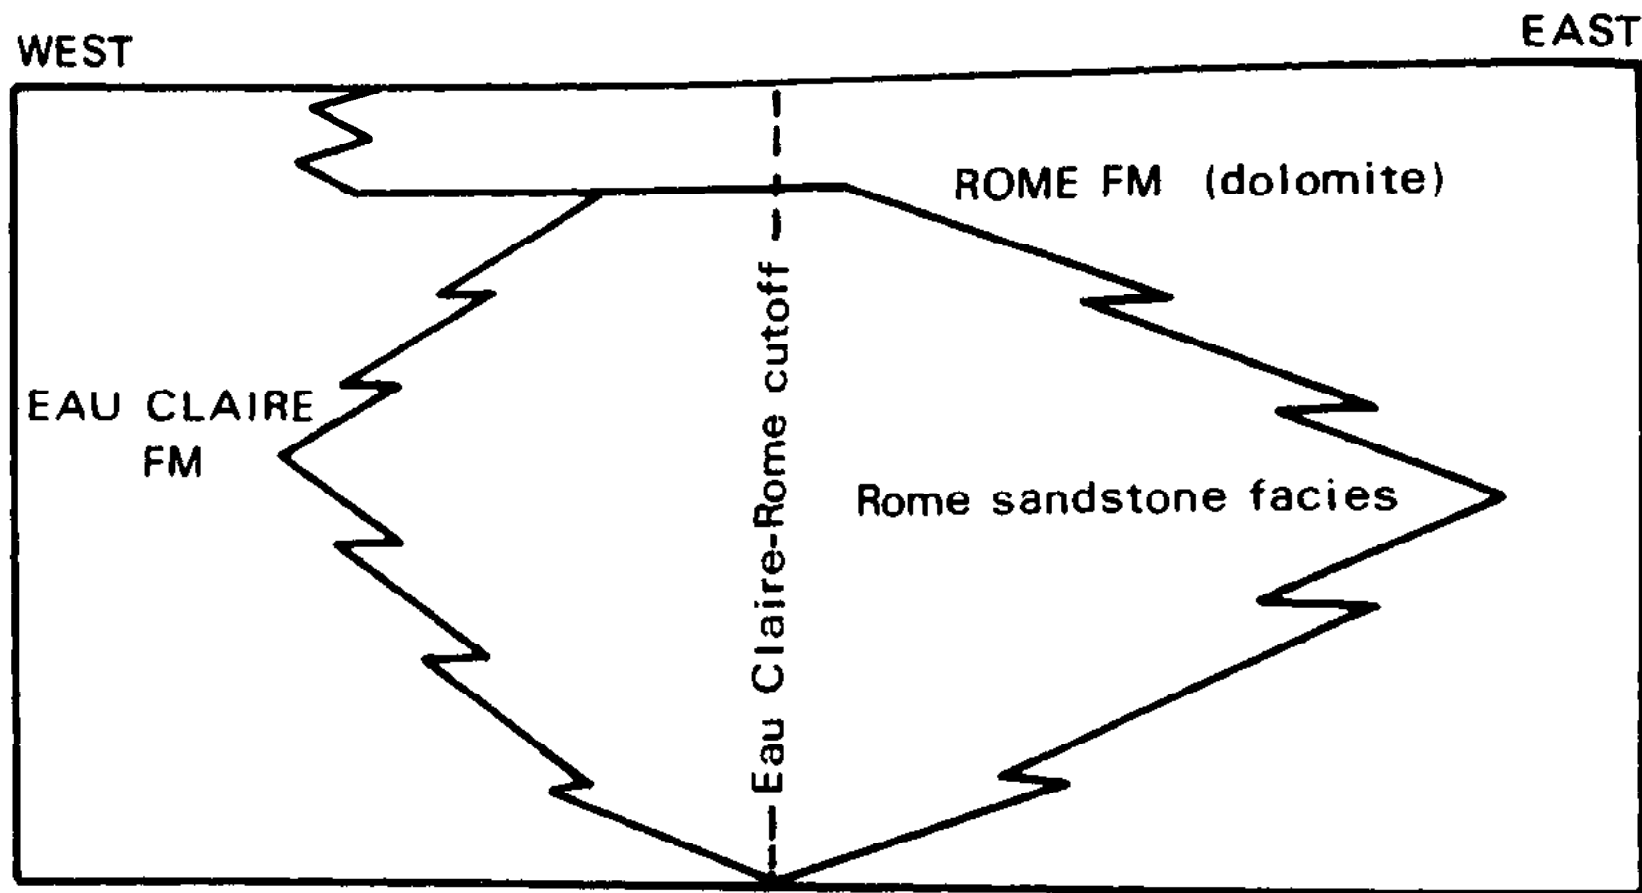 WEST
EAST
ROME FM (dolomite)
Eau Claire-Rome cutoff
EAU CLAIRE
FM
Rome sandstone facies